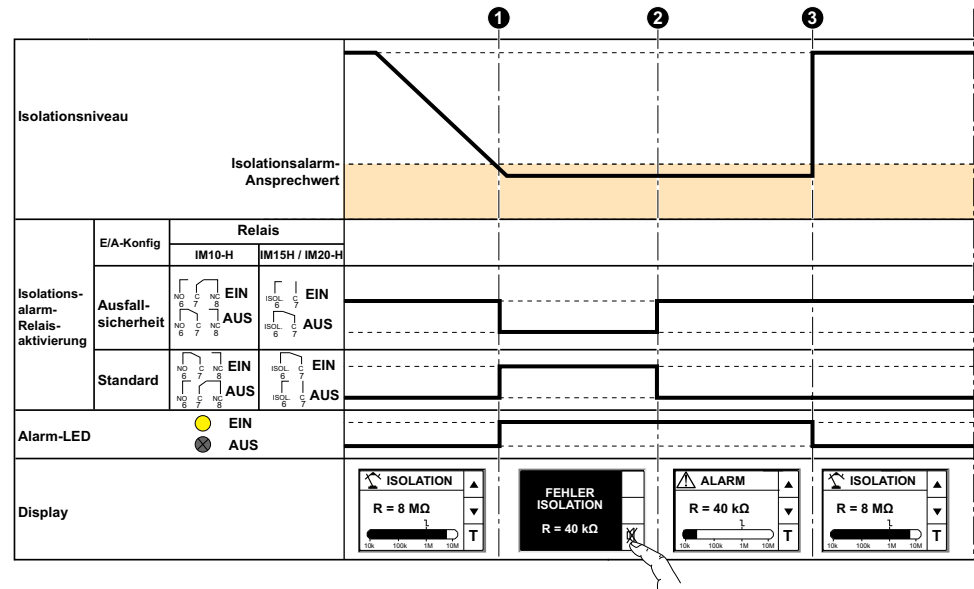 1 2 3
Isolationsniveau
Isolationsalarm-
Ansprechwert
Isolations-
alarm-
Relais-
aktivierung
E/A-Konfig
Relais
IM10-H
IM15H / IM20-H
Ausfall-
sicherheit
NO C NC EIN
6 7 8
NO C NC AUS
6 7 8
ISOL. C EIN
6 7
ISOL. C AUS
6 7
Standard
NO C NC EIN
6 7 8
NO C NC AUS
6 7 8
ISOL. C EIN
6 7
ISOL. C AUS
6 7
Alarm-LED
EIN
AUS
Display
ISOLATION
R = 8 MΩ
T
10k 100k 1M 10M
FEHLER
ISOLATION
R = 40 kΩ
ALARM
R = 40 kΩ
T
10k 100k 1M 10M
ISOLATION
R = 8 MΩ
T
10k 100k 1M 10M